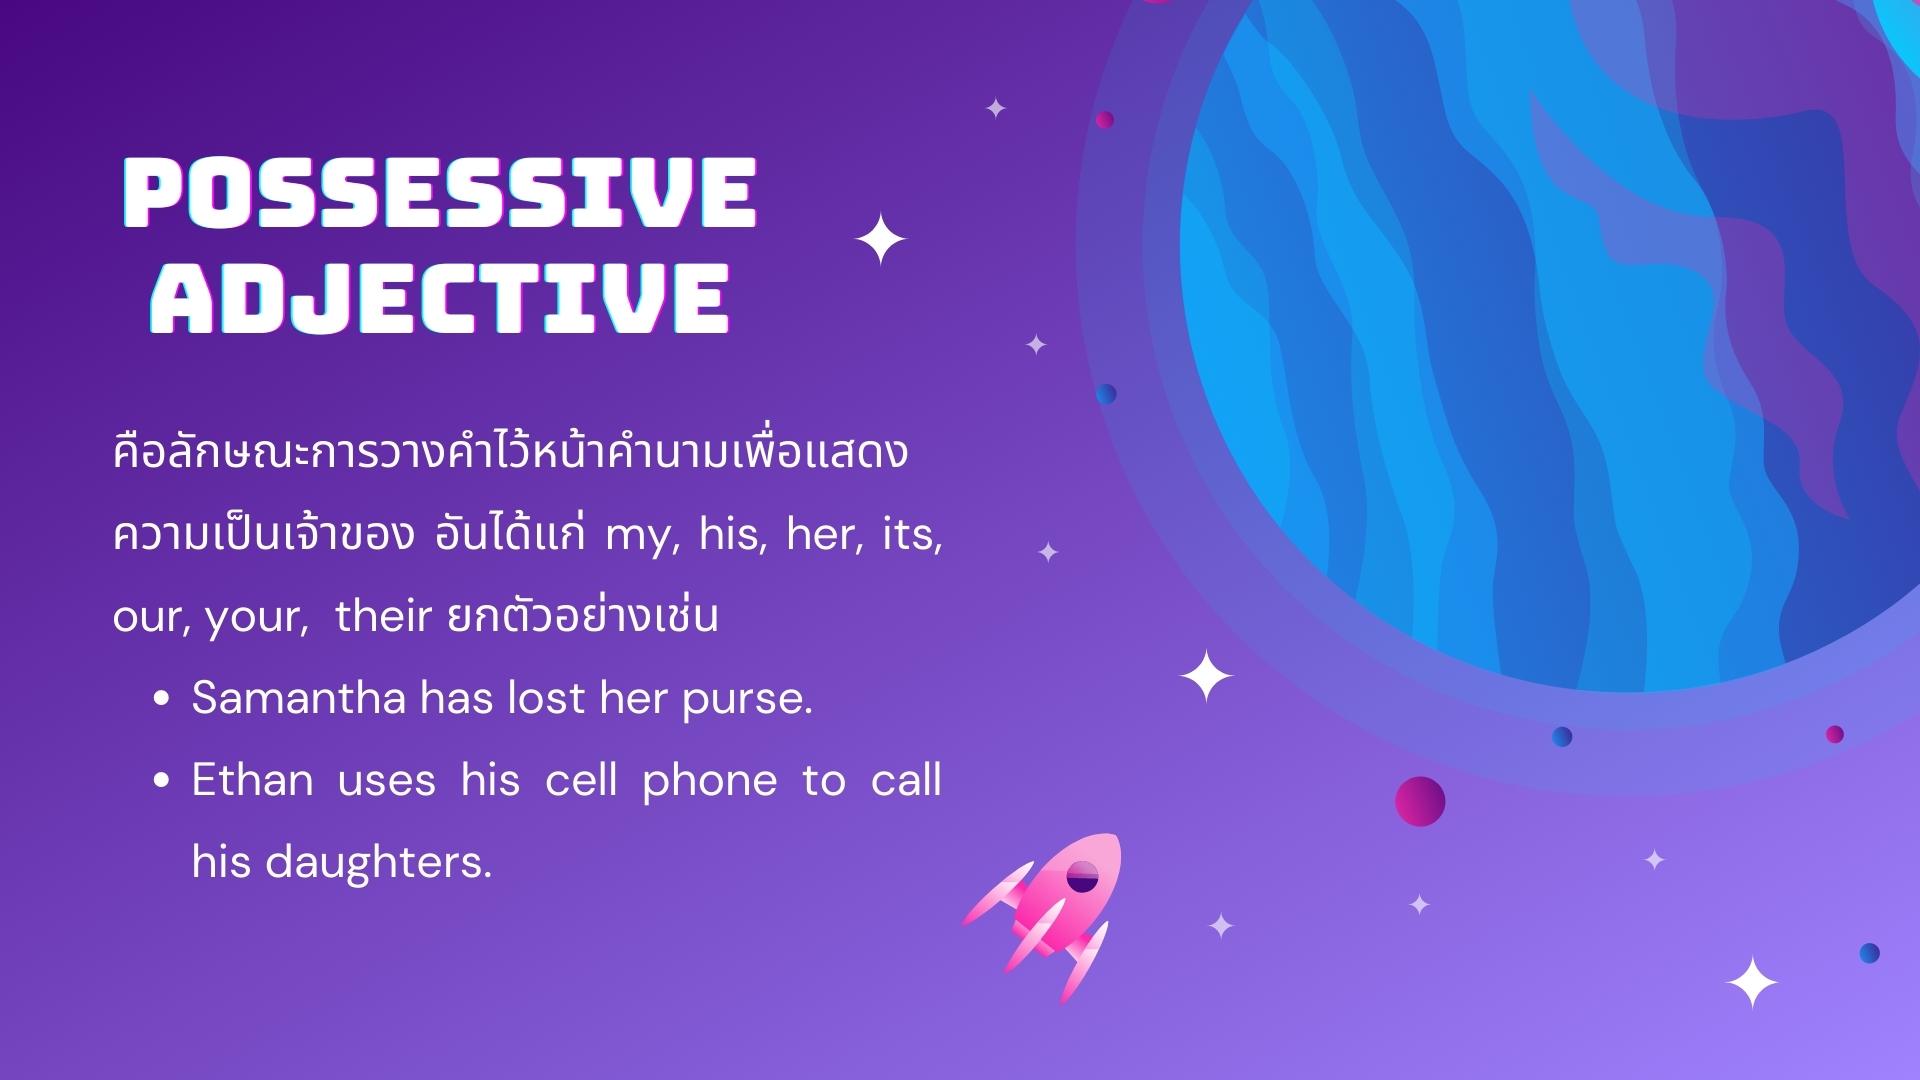 POSSESSIVE
ADJECTIVE
คือลักษณะการวางคำไว้หน้าคำนามเพื่อแสดง
ความเป็นเจ้าของ อันได้แก่ my, his, her, its,
our, your, their ยกตัวอย่างเช่น
• Samantha has lost her purse.
• Ethan uses his cell phone to call
his daughters.